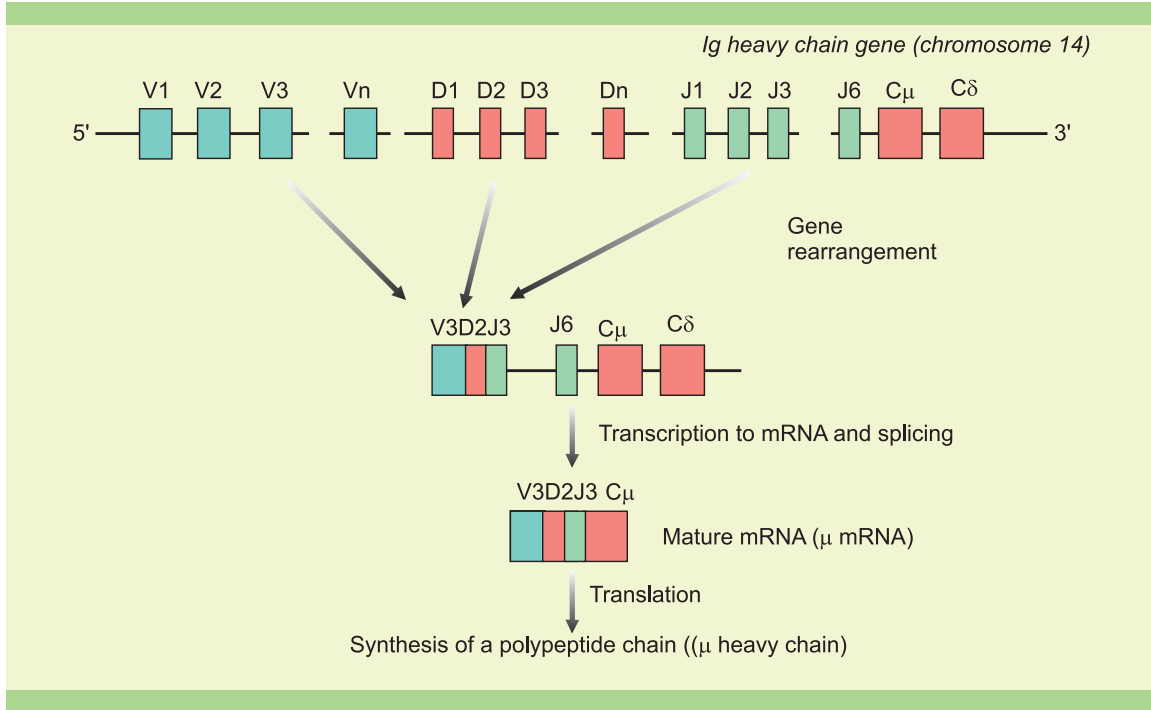 Ig heavy chain gene (chromosome 14)
V1 V2 V3 Vn D1 D2 D3 Dn J1 J2 J3 J6 Cμ Cδ
5' 3'
Gene
rearrangement
V3D2J3 J6 Cμ Cδ
Transcription to mRNA and splicing
V3D2J3 Cμ
Mature mRNA (μ mRNA)
Translation
Synthesis of a polypeptide chain ((μ heavy chain)